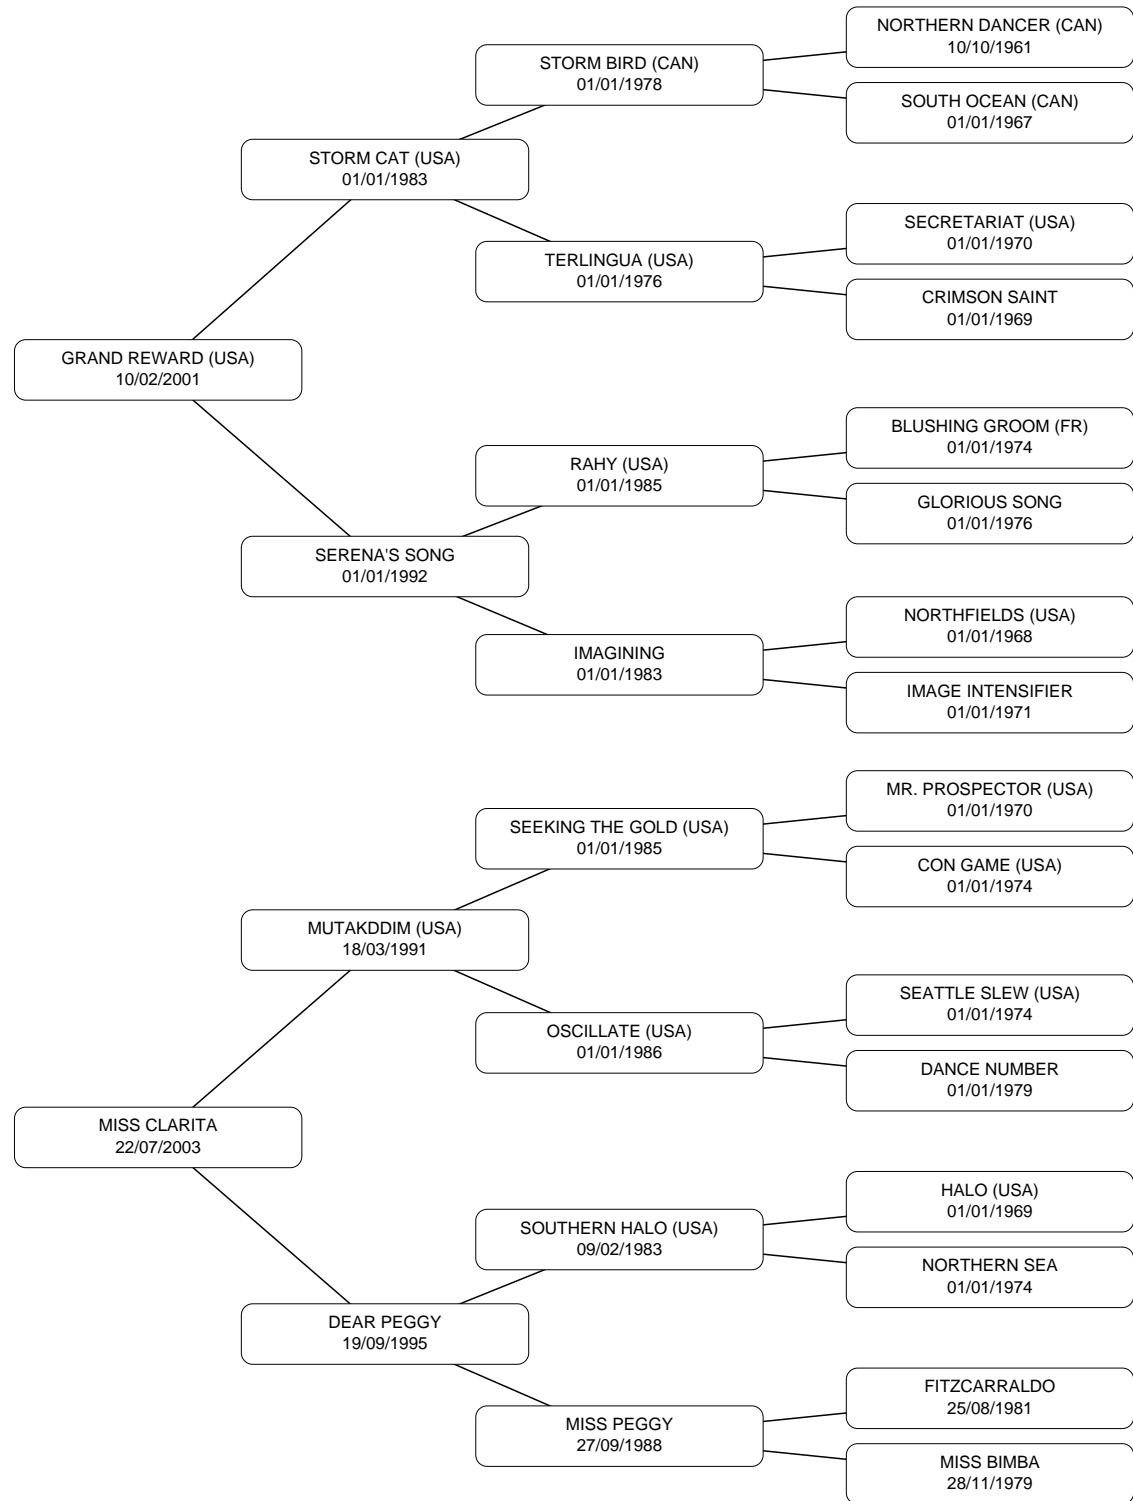 NORTHERN DANCER (CAN)
10/10/1961
STORM BIRD (CAN)
01/01/1978
SOUTH OCEAN (CAN)
01/01/1967
STORM CAT (USA)
01/01/1983
SECRETARIAT (USA)
01/01/1970
TERLINGUA (USA)
01/01/1976
CRIMSON SAINT
01/01/1969
GRAND REWARD (USA)
10/02/2001
BLUSHING GROOM (FR)
01/01/1974
RAHY (USA)
01/01/1985
GLORIOUS SONG
01/01/1976
SERENA'S SONG
01/01/1992
NORTHFIELDS (USA)
01/01/1968
IMAGINING
01/01/1983
IMAGE INTENSIFIER
01/01/1971
MR. PROSPECTOR (USA)
01/01/1970
SEEKING THE GOLD (USA)
01/01/1985
CON GAME (USA)
01/01/1974
MUTAKDDIM (USA)
18/03/1991
SEATTLE SLEW (USA)
01/01/1974
OSCILLATE (USA)
01/01/1986
DANCE NUMBER
01/01/1979
MISS CLARITA
22/07/2003
HALO (USA)
01/01/1969
SOUTHERN HALO (USA)
09/02/1983
NORTHERN SEA
01/01/1974
DEAR PEGGY
19/09/1995
FITZCARRALDO
25/08/1981
MISS PEGGY
27/09/1988
MISS BIMBA
28/11/1979